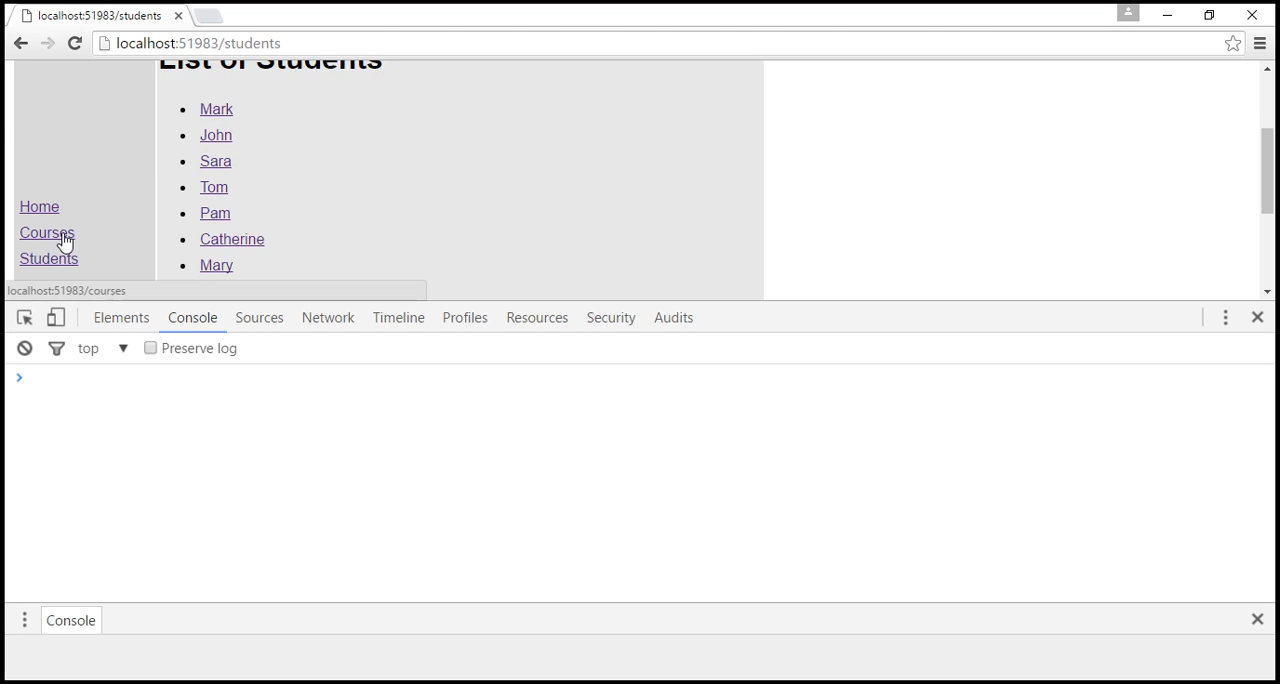 localhost:51983/students
localhost:51983/students
List of Students
Mark
John
Sara
Tom
Pam
Catherine
Mary
Home
Courses
Students
localhost:51983/courses
Elements Console Sources Network Timeline Profiles Resources Security Audits
top Preserve log
Console